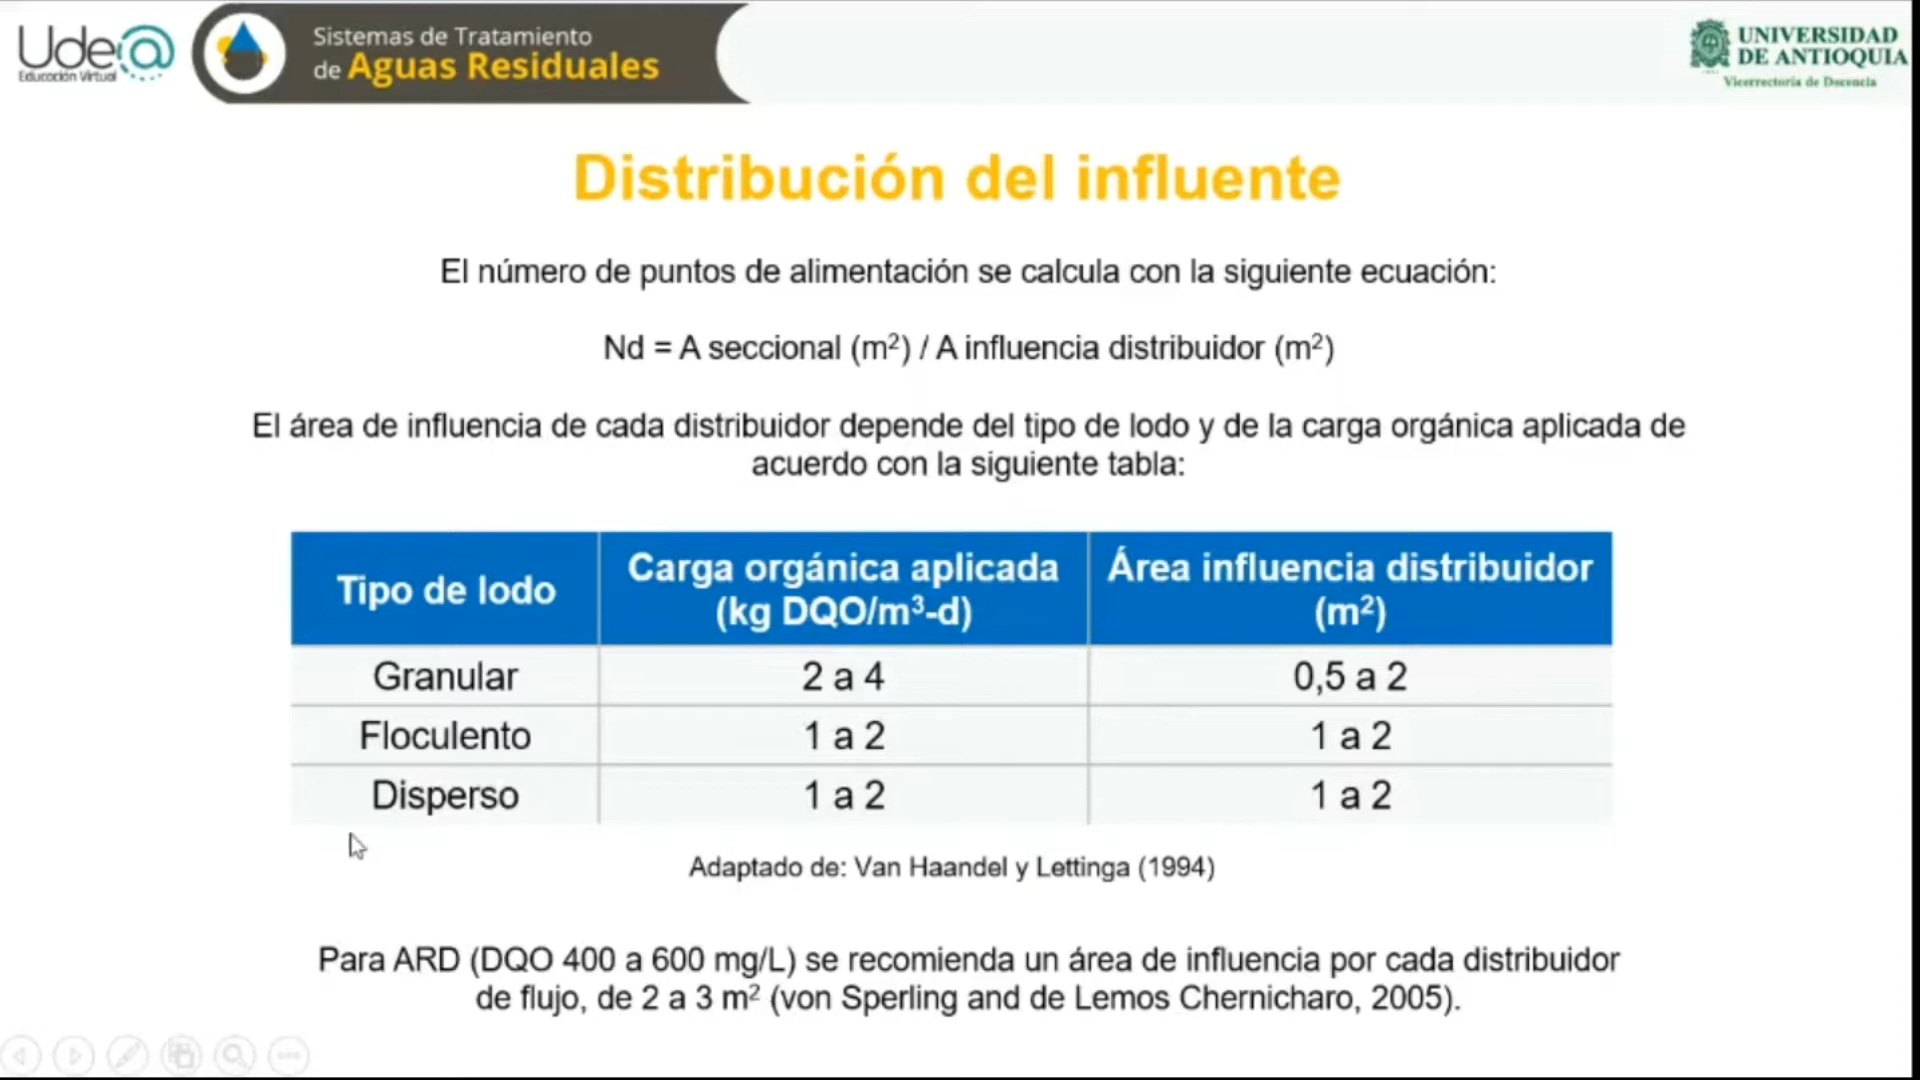 Ude@
Educación Virtual
Sistemas de Tratamiento
de Aguas Residuales
UNIVERSIDAD
DE ANTIOQUIA
Vicerrectoría de Docencia
Distribución del influente
El número de puntos de alimentación se calcula con la siguiente ecuación:
Nd = A seccional (m²) / A influencia distribuidor (m²)
El área de influencia de cada distribuidor depende del tipo de lodo y de la carga orgánica aplicada de
acuerdo con la siguiente tabla:
Tipo de lodo
Carga orgánica aplicada
(kg DQO/m³-d)
Área influencia distribuidor
(m²)
Granular 2 a 4 0,5 a 2
Floculento 1 a 2 1 a 2
Disperso 1 a 2 1 a 2
Adaptado de: Van Haandel y Lettinga (1994)
Para ARD (DQO 400 a 600 mg/L) se recomienda un área de influencia por cada distribuidor
de flujo, de 2 a 3 m² (von Sperling and de Lemos Chernicharo, 2005).